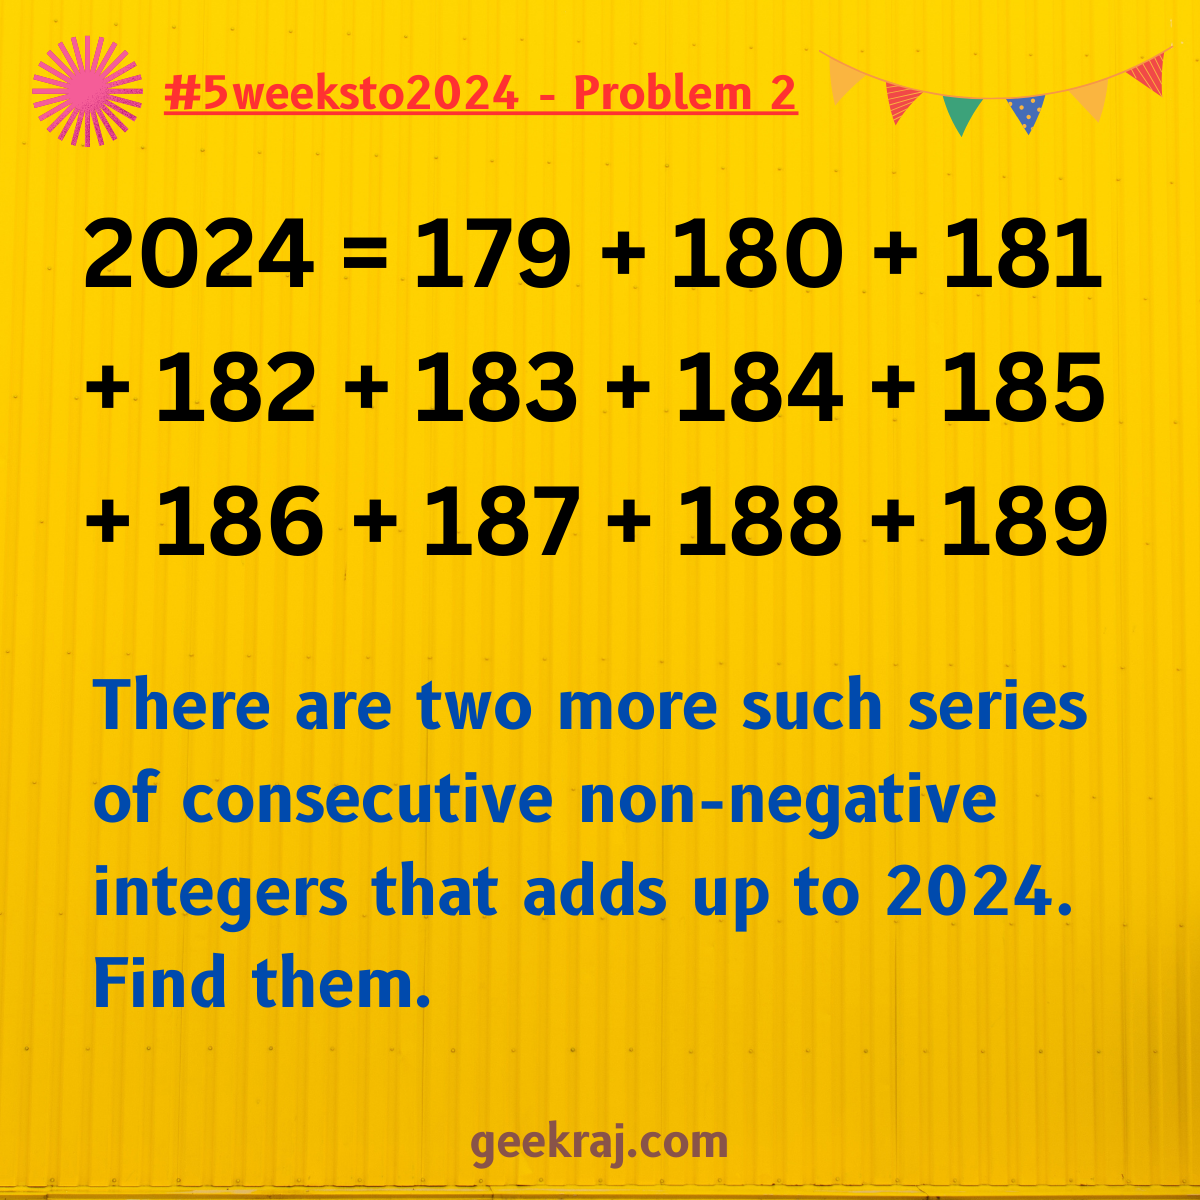 #5weeksto2024 - Problem 2
2024 = 179 + 180 + 181
+ 182 + 183 + 184 + 185
+ 186 + 187 + 188 + 189
There are two more such series
of consecutive non-negative
integers that adds up to 2024.
Find them.
geekraj.com